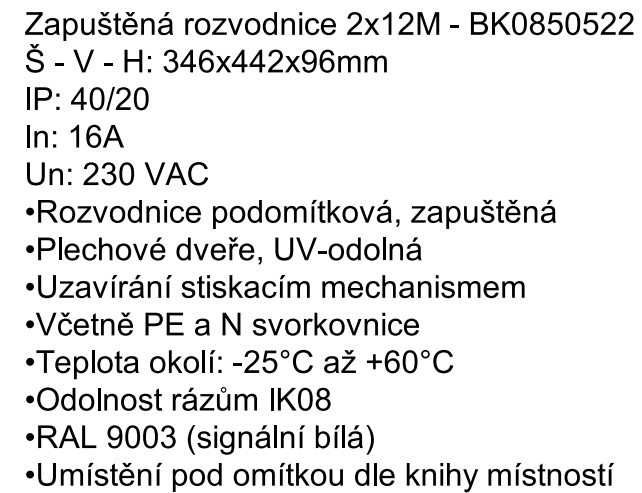 Zapuštěná rozvodnice 2x12M - BK0850522
Š - V - H: 346x442x96mm
IP: 40/20
In: 16A
Un: 230 VAC
•Rozvodnice podomítková, zapuštěná
•Plechové dveře, UV-odolná
•Uzavírání stiskacím mechanismem
•Včetně PE a N svorkovnice
•Teplota okolí: -25°C až +60°C
•Odolnost rázům IK08
•RAL 9003 (signální bílá)
•Umístění pod omítkou dle knihy místností